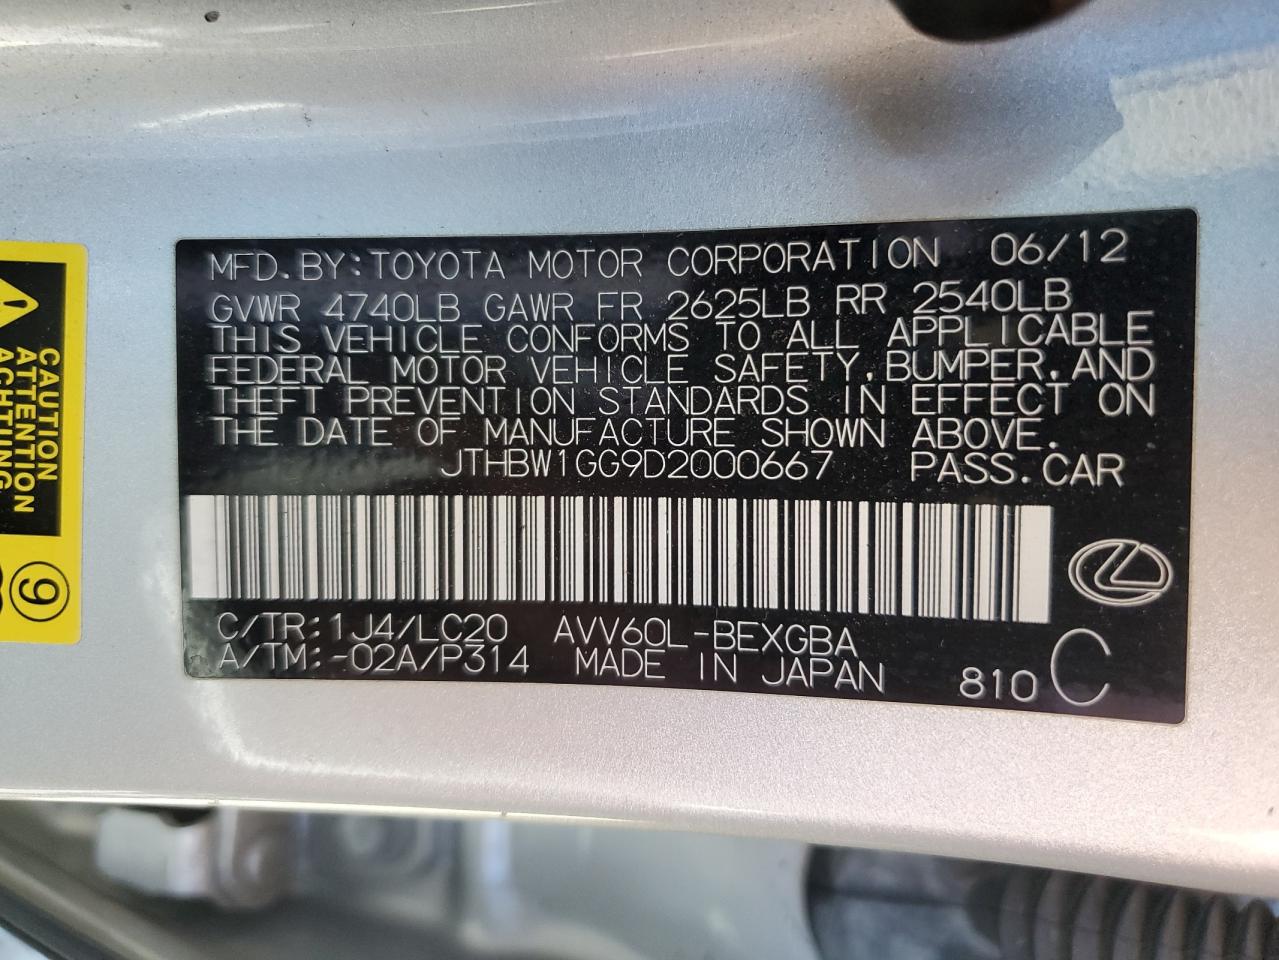 MFD.BY:TOYOTA MOTOR CORPORATION 06/12
GVWR 4740LB GAWR FR 2625LB RR 2540LB
THIS VEHICLE CONFORMS TO ALL APPLICABLE
FEDERAL MOTOR VEHICLE SAFETY,BUMPER,AND
THEFT PREVENTION STANDARDS IN EFFECT ON
THE DATE OF MANUFACTURE SHOWN ABOVE.
JTHBW1GG9D2000667 PASS.CAR
C/TR:1J4/LC20 AVV60L-BEXGBA
A/TM:-02A/P314 MADE IN JAPAN 810 C
CAUTION
ATTENTION
ACHTUNG
9